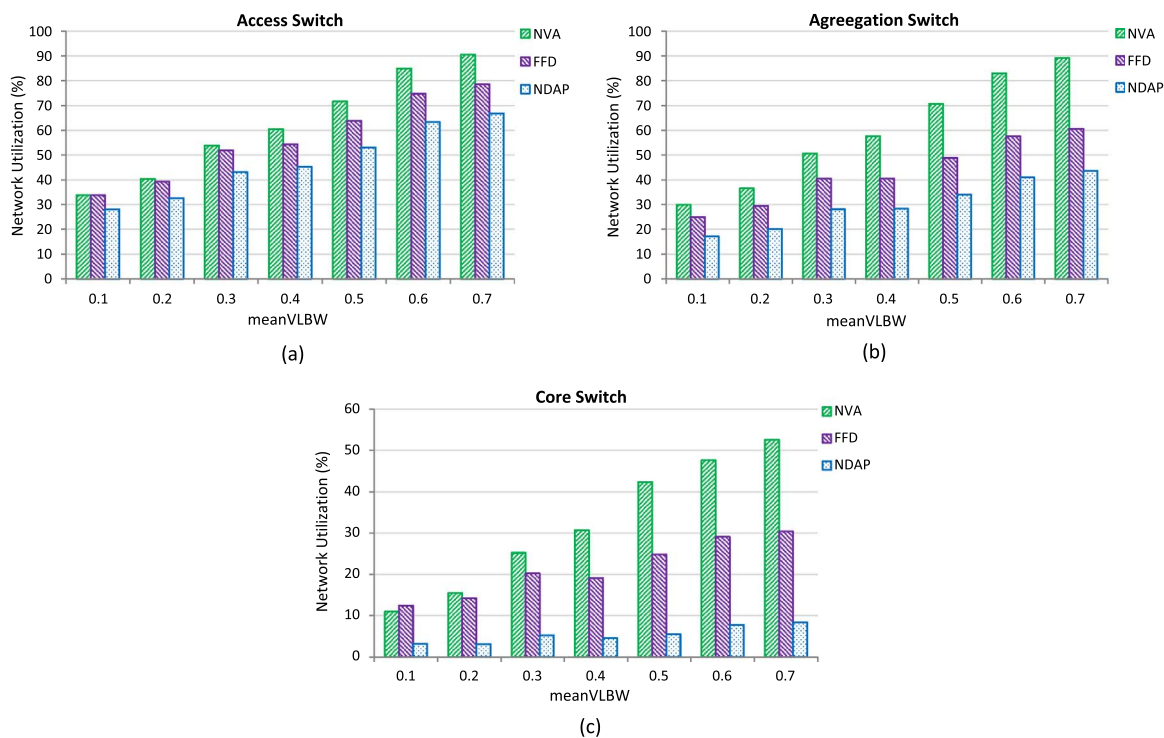 Access Switch
Network Utilization (%)
100
90
80
70
60
50
40
30
20
10
0
0.1 0.2 0.3 0.4 0.5 0.6 0.7
meanVLBW
NVA
FFD
NDAP
(a)
Agreegation Switch
Network Utilization (%)
100
90
80
70
60
50
40
30
20
10
0
0.1 0.2 0.3 0.4 0.5 0.6 0.7
meanVLBW
NVA
FFD
NDAP
(b)
Core Switch
Network Utilization (%)
60
50
40
30
20
10
0
0.1 0.2 0.3 0.4 0.5 0.6 0.7
meanVLBW
NVA
FFD
NDAP
(c)